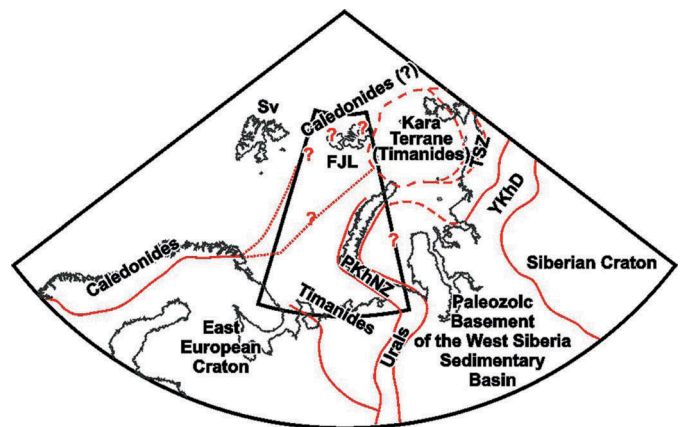 Caledonides (?)
Sv
?
?
?
FJL
Kara
Terrane
(Timanides)
TSZ
YKhD
?
?
Caledonides
PKhNZ
Siberian Craton
Timanides
East
European
Craton
Urals
Paleozolc
Basement
of the West Siberia
Sedimentary
Basin